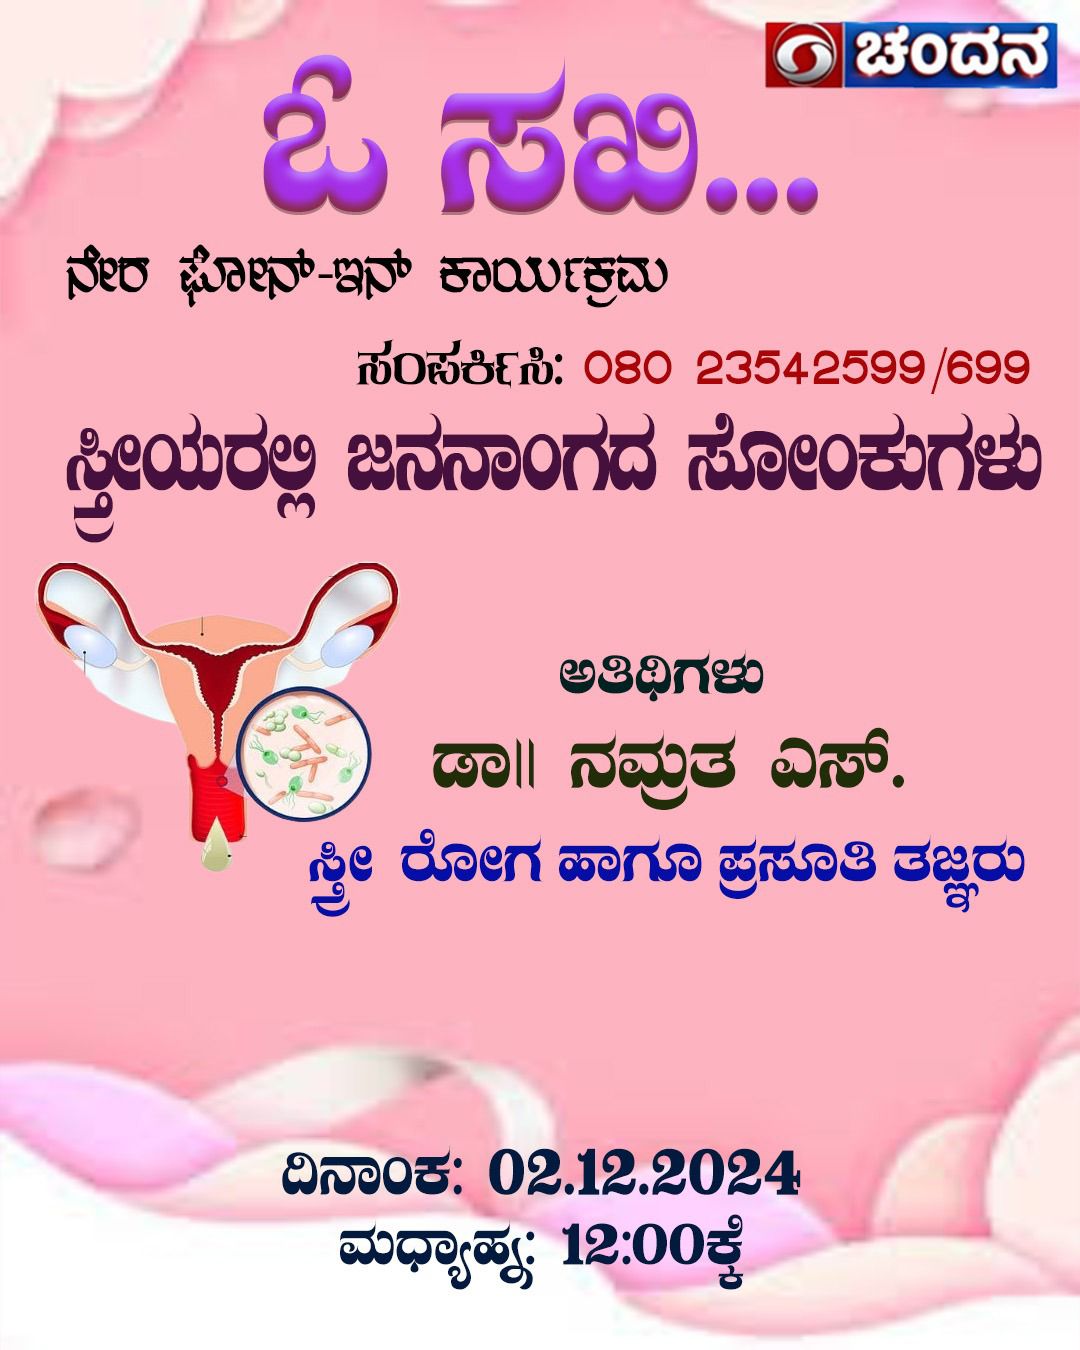 ಚಂದನ
ಓ ಸಖಿ...
ನೇರ ಫೋನ್-ಇನ್ ಕಾರ್ಯಕ್ರಮ
ಸಂಪರ್ಕಿಸಿ: 080 23542599/699
ಸ್ತ್ರೀಯರಲ್ಲಿ ಜನನಾಂಗದ ಸೋಂಕುಗಳು
ಅತಿಥಿಗಳು
ಡಾ|| ನಮ್ರತ ಎಸ್.
ಸ್ತ್ರೀ ರೋಗ ಹಾಗೂ ಪ್ರಸೂತಿ ತಜ್ಞರು
ದಿನಾಂಕ: 02.12.2024
ಮಧ್ಯಾಹ್ನ: 12:00ಕ್ಕೆ